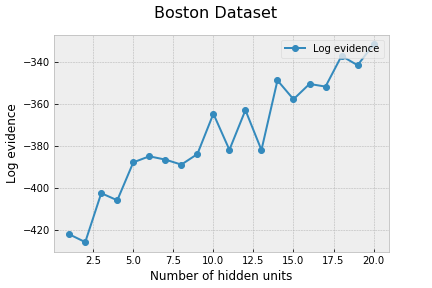 Boston Dataset
Log evidence
Log evidence
−340
−360
−380
−400
−420
2.5 5.0 7.5 10.0 12.5 15.0 17.5 20.0
Number of hidden units